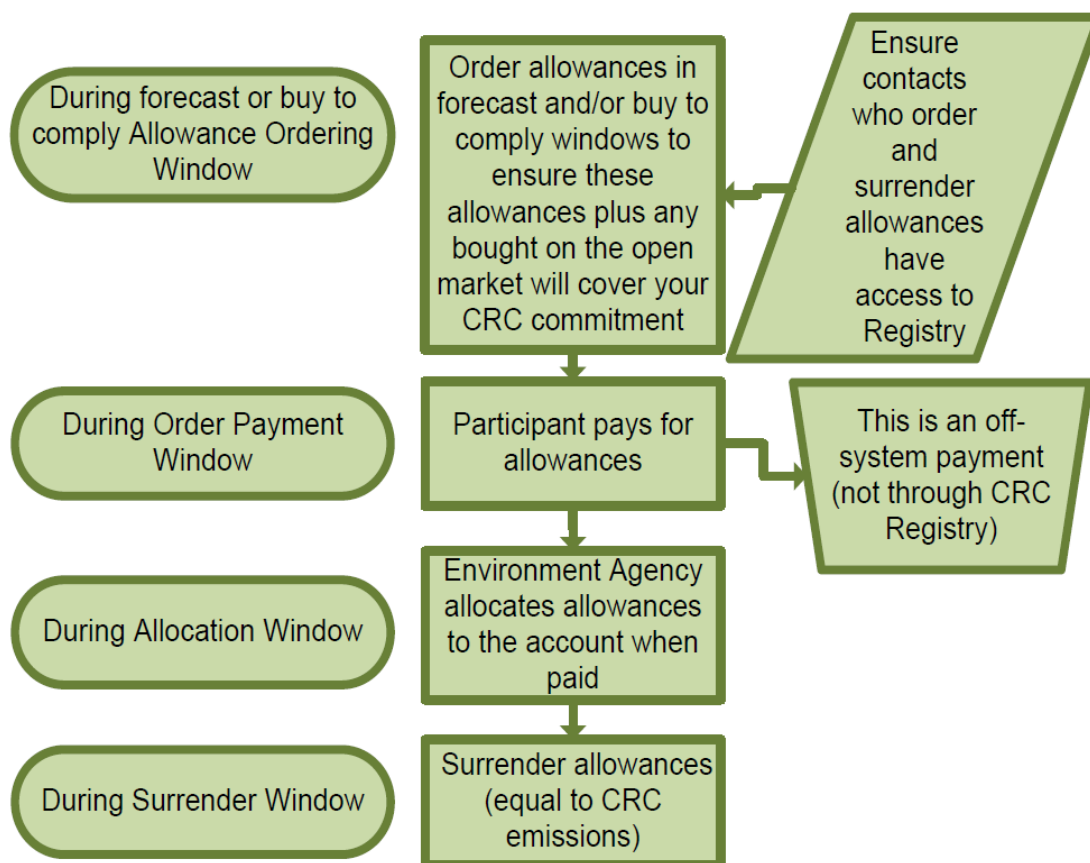 During forecast or buy to
comply Allowance Ordering
Window
Order allowances in
forecast and/or buy to
comply windows to
ensure these
allowances plus any
bought on the open
market will cover your
CRC commitment
Ensure
contacts
who order
and
surrender
allowances
have
access to
Registry
During Order Payment
Window
Participant pays for
allowances
This is an off-
system payment
(not through CRC
Registry)
During Allocation Window
Environment Agency
allocates allowances
to the account when
paid
During Surrender Window
Surrender allowances
(equal to CRC
emissions)